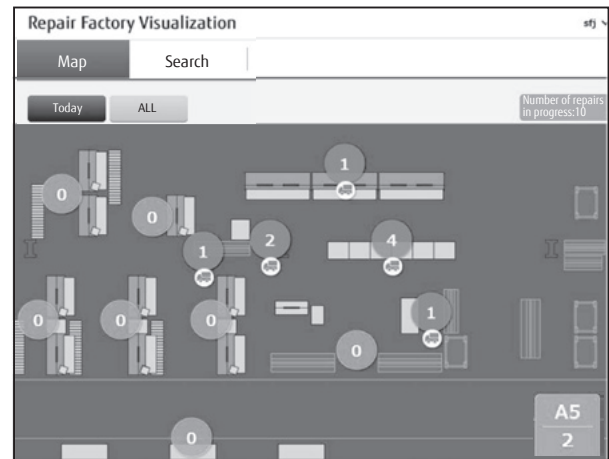 Repair Factory Visualization
sfj
Map
Search
Today
ALL
Number of repairs
in progress:10
1
0
0
1
2
4
0
0
0
1
0
A5
2
0